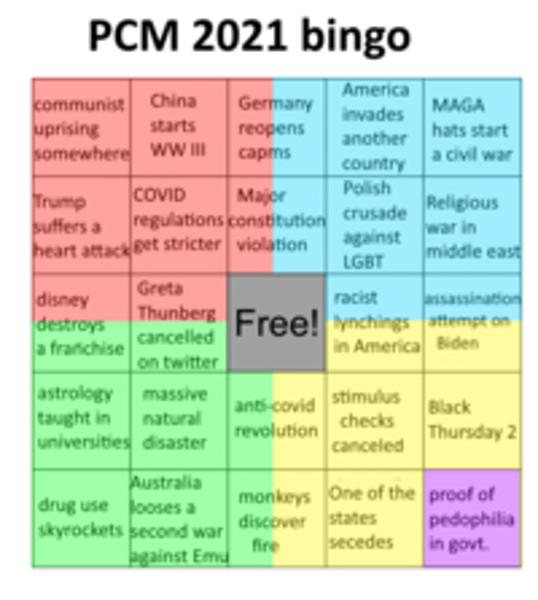 PCM 2021 bingo
communist
uprising
somewhere
China
starts
WW III
Germany
reopens
capms
America
invades
another
country
MAGA
hats start
a civil war
Trump
suffers a
heart attack
COVID
regulations
get stricter
Major
constitution
violation
Polish
crusade
against
LGBT
Religious
war in
middle east
disney
destroys
a franchise
Greta
Thunberg
cancelled
on twitter
Free!
racist
lynchings
in America
assassination
attempt on
Biden
astrology
taught in
universities
massive
natural
disaster
anti-covid
revolution
stimulus
checks
canceled
Black
Thursday 2
drug use
skyrockets
Australia
looses a
second war
against Emu
monkeys
discover
fire
One of the
states
secedes
proof of
pedophilia
in govt.